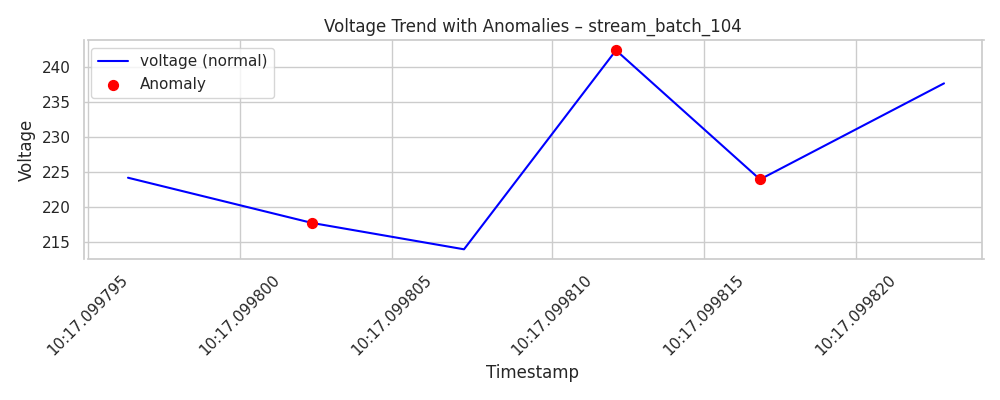 Voltage Trend with Anomalies – stream_batch_104
voltage (normal)
Anomaly
Voltage
240
235
230
225
220
215
10:17.099795
10:17.099800
10:17.099805
10:17.099810
10:17.099815
10:17.099820
Timestamp